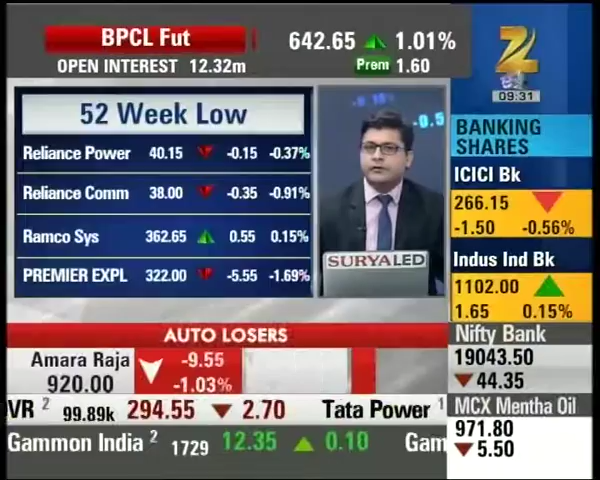 BPCL Fut
OPEN INTEREST 12.32m
642.65 1.01%
Prem 1.60
09:31
52 Week Low
Reliance Power 40.15 -0.15 -0.37%
Reliance Comm 38.00 -0.35 -0.91%
Ramco Sys 362.65 0.55 0.15%
PREMIER EXPL 322.00 -5.55 -1.69%
SURYALED
BANKING
SHARES
ICICI Bk
266.15
-1.50 -0.56%
Indus Ind Bk
1102.00
1.65 0.15%
AUTO LOSERS
Amara Raja
920.00
-9.55
-1.03%
Nifty Bank
19043.50
44.35
VR 2 99.89k 294.55 2.70 Tata Power 1
MCX Mentha Oil
971.80
5.50
Gammon India 2 1729 12.35 0.10 Gam